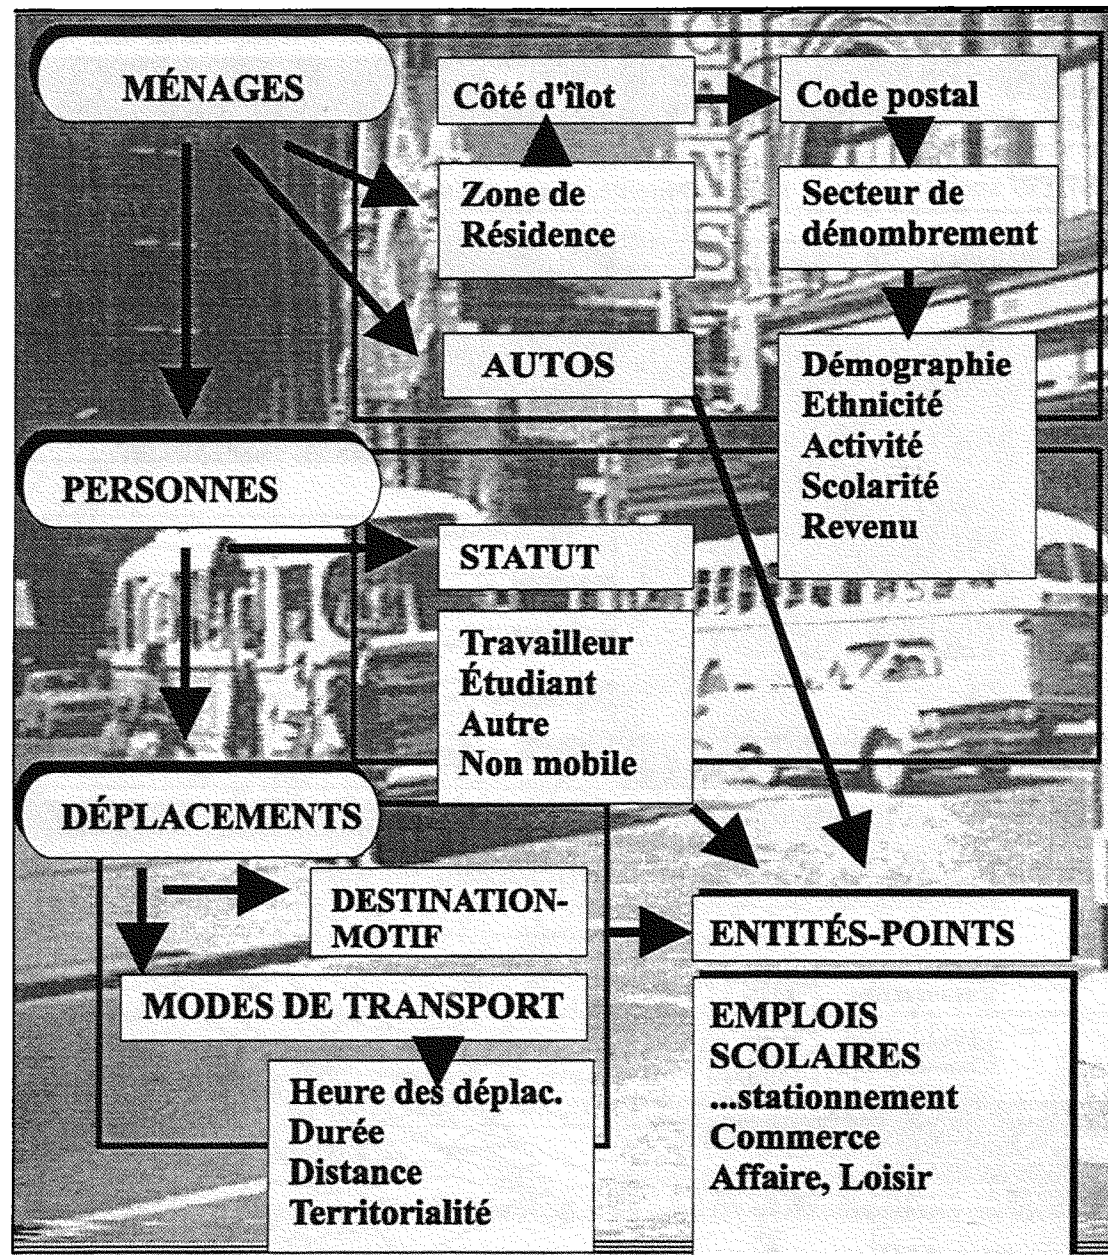 MÉNAGES
Côté d'îlot
Code postal
Zone de
Résidence
Secteur de
dénombrement
AUTOS
Démographie
Ethnicité
Activité
Scolarité
Revenu
PERSONNES
STATUT
Travailleur
Étudiant
Autre
Non mobile
DÉPLACEMENTS
DESTINATION-
MOTIF
MODES DE TRANSPORT
Heure des déplac.
Durée
Distance
Territorialité
ENTITÉS-POINTS
EMPLOIS
SCOLAIRES
...stationnement
Commerce
Affaire, Loisir